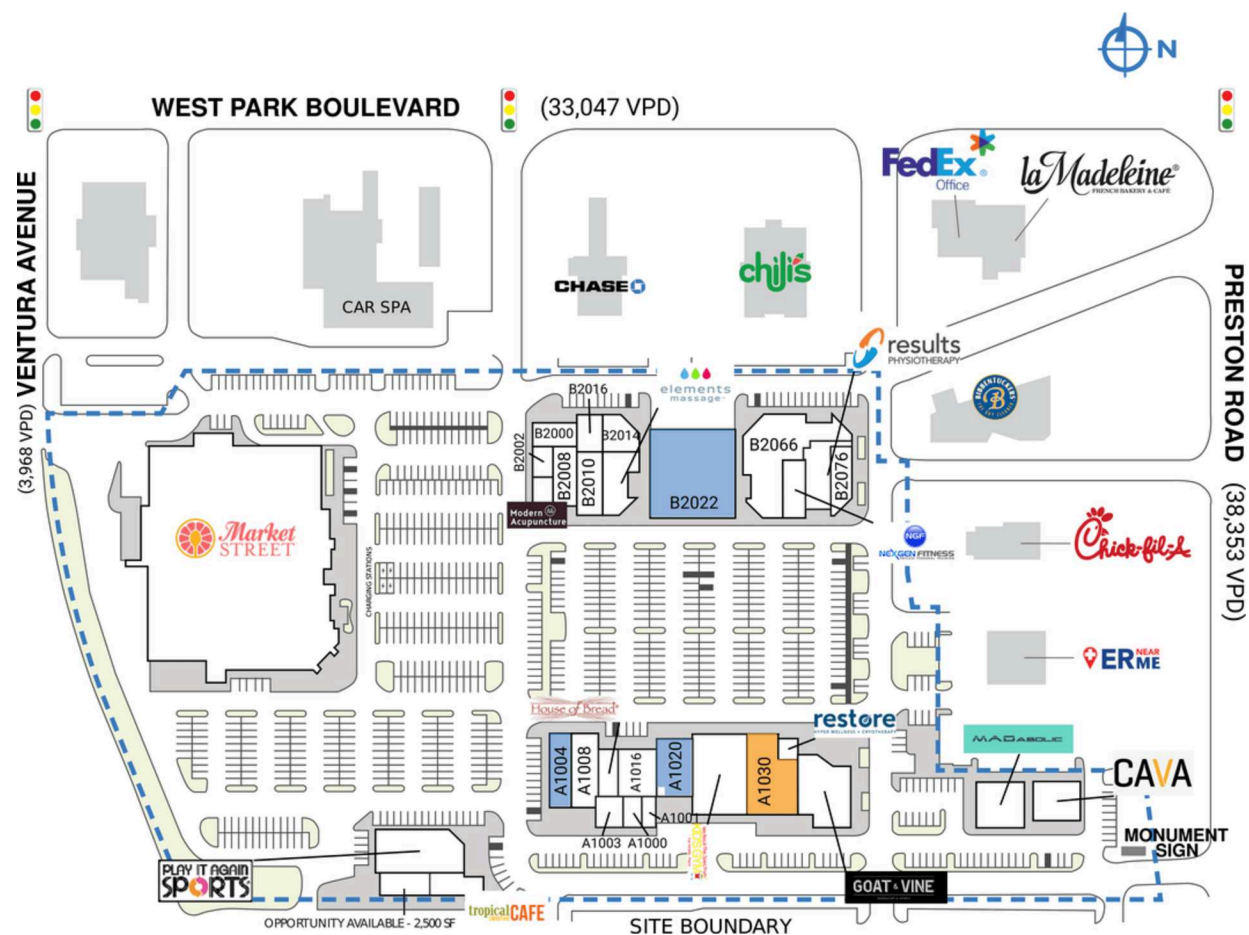 N
WEST PARK BOULEVARD
(33,047 VPD)
(3,968 VPD) VENTURA AVENUE
PRESTON ROAD (38,353 VPD)
FedEx®
Office
la Madeleine®
FRENCH BAKERY & CAFÉ
CAR SPA
CHASE
chili's
results
PHYSIOTHERAPY
elements
massage
B2016
B2000
B2014
B2002
B2008
B2010
B2022
B2066
B2076
Modern
Acupuncture
BIBBENTUCKERS
B
Market
STREET
CHARGING STATIONS
NGF
NEXGEN FITNESS
Chick-fil-A
ER NEAR
ME
House of Bread®
restore
HYPER WELLNESS + CRYOTHERAPY
A1004
A1008
A1016
A1020
A1030
A1001
A1003
A1000
MADISON
MADABOLIC
CAVA
MONUMENT
SIGN
PLAY IT AGAIN
SPORTS
GOAT & VINE
tropical CAFE
OPPORTUNITY AVAILABLE - 2,500 SF
SITE BOUNDARY